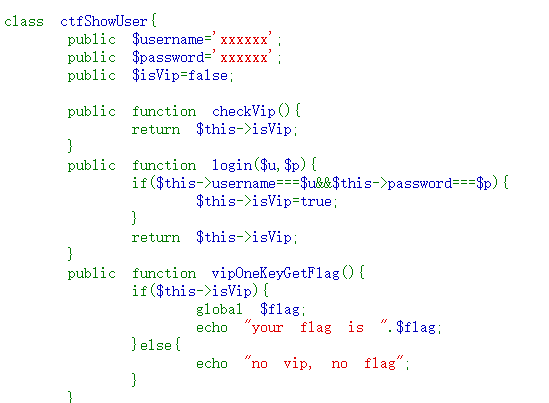 class ctfShowUser{
public $username='xxxxxx';
public $password='xxxxxx';
public $isVip=false;
public function checkVip(){
return $this->isVip;
}
public function login($u,$p){
if($this->username===$u&&$this->password===$p){
$this->isVip=true;
}
return $this->isVip;
}
public function vipOneKeyGetFlag(){
if($this->isVip){
global $flag;
echo "your flag is ".$flag;
}else{
echo "no vip, no flag";
}
}